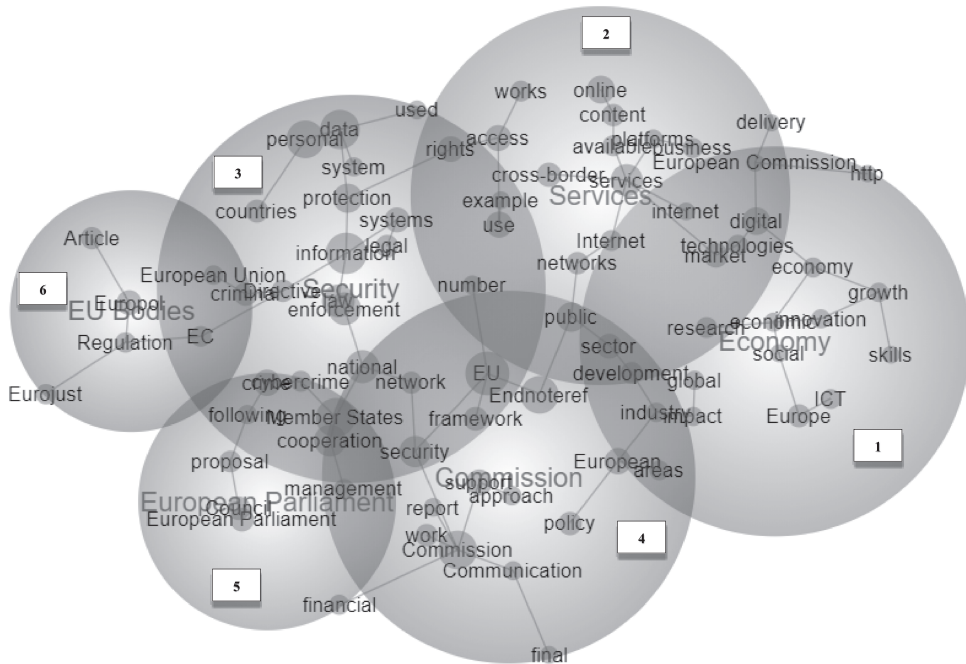 2
works
online
content
used
data
personal
access
platforms
delivery
rights
available
business
system
European Commission
http
3
cross-border
services
protection
Services
example
countries
systems
internet
use
digital
Article
legal
Internet
technologies
information
market
networks
economy
European Union
6
criminal
Directive
Security
number
growth
Europol
law
EU Bodies
enforcement
public
research
economic
innovation
Regulation
EC
sector
Economy
social
skills
national
EU
development
crime
cybercrime
network
global
Eurojust
Endnoteref
ICT
following
Member States
framework
industry
impact
Europe
cooperation
security
1
proposal
European
areas
Commission
support
management
approach
European Parliament
Council
report
European Parliament
policy
work
4
Commission
Communication
5
financial
final